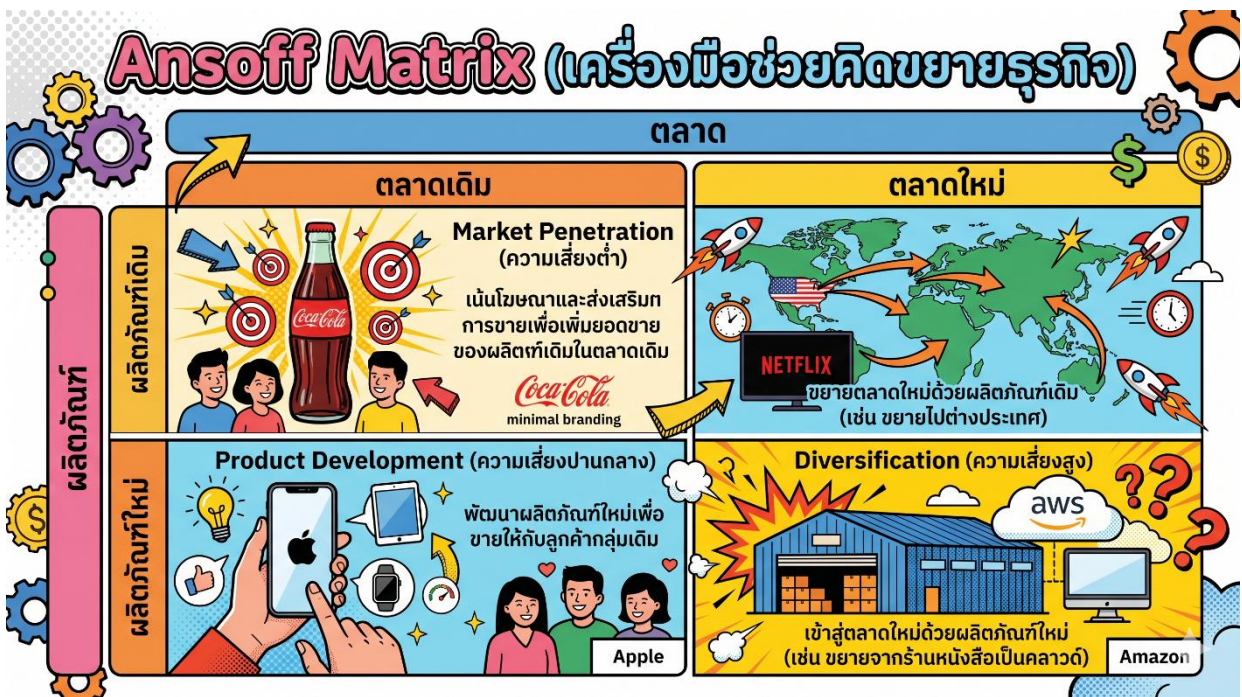 Ansoff Matrix (เครื่องมือช่วยคิดขยายธุรกิจ)
ตลาด
ตลาดเดิม
ตลาดใหม่
ผลิตภัณฑ์
ผลิตภัณฑ์เดิม
Coca-Cola
Market Penetration
(ความเสี่ยงต่ำ)
เน้นโฆษณาและส่งเสริมฅ
การขายเพื่อเพิ่มยอดขาย
ของผลิตฑ์เดิมในตลาดเดิม
Coca-Cola
minimal branding
NETFLIX
ขยายตลาดใหม่ด้วยผลิตภัณฑ์เดิม
(เช่น ขยายไปต่างประเทศ)
ผลิตภัณฑ์ใหม่
Product Development (ความเสี่ยงปานกลาง)
พัฒนาผลิตภัณฑ์ใหม่เพื่อ
ขายให้กับลูกค้ากลุ่มเดิม
Apple
Diversification (ความเสี่ยงสูง)
aws
เข้าสู่ตลาดใหม่ด้วยผลิตภัณฑ์ใหม่
(เช่น ขยายจากร้านหนังสือเป็นคลาวด์)
Amazon